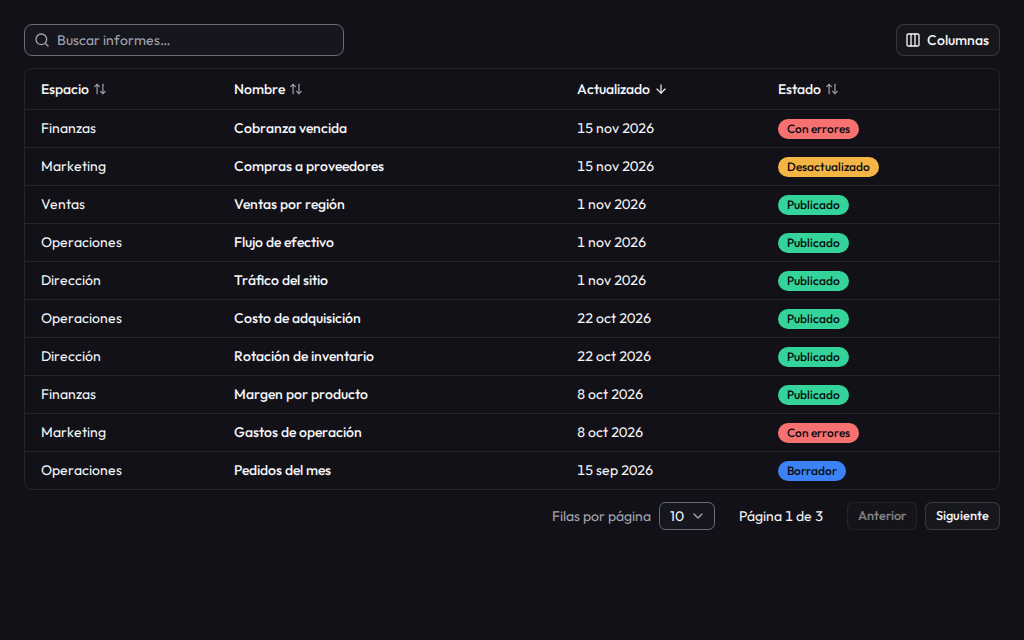 Buscar informes…
Columnas
Espacio Nombre Actualizado Estado
Finanzas Cobranza vencida 15 nov 2026 Con errores
Marketing Compras a proveedores 15 nov 2026 Desactualizado
Ventas Ventas por región 1 nov 2026 Publicado
Operaciones Flujo de efectivo 1 nov 2026 Publicado
Dirección Tráfico del sitio 1 nov 2026 Publicado
Operaciones Costo de adquisición 22 oct 2026 Publicado
Dirección Rotación de inventario 22 oct 2026 Publicado
Finanzas Margen por producto 8 oct 2026 Publicado
Marketing Gastos de operación 8 oct 2026 Con errores
Operaciones Pedidos del mes 15 sep 2026 Borrador
Filas por página 10 Página 1 de 3 Anterior Siguiente